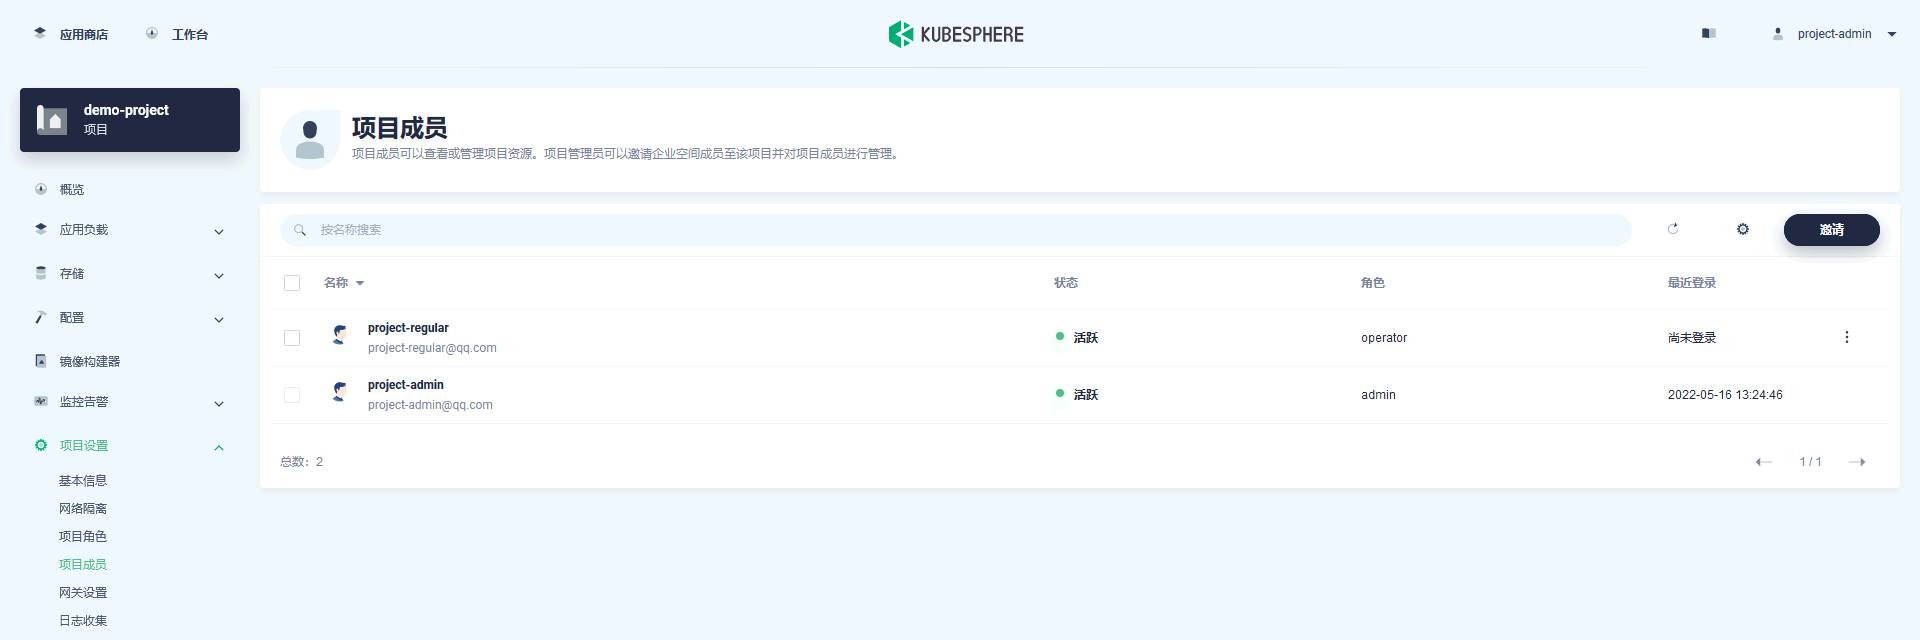 应用商店
工作台
KUBESPHERE
project-admin
demo-project
项目
概览
应用负载
存储
配置
镜像构建器
监控告警
项目设置
基本信息
网络隔离
项目角色
项目成员
网关设置
日志收集
项目成员
项目成员可以查看或管理项目资源。项目管理员可以邀请企业空间成员至该项目并对项目成员进行管理。
按名称搜索
邀请
名称 状态 角色 最近登录
project-regular
project-regular@qq.com
活跃 operator 尚未登录
project-admin
project-admin@qq.com
活跃 admin 2022-05-16 13:24:46
总数：2
1 / 1